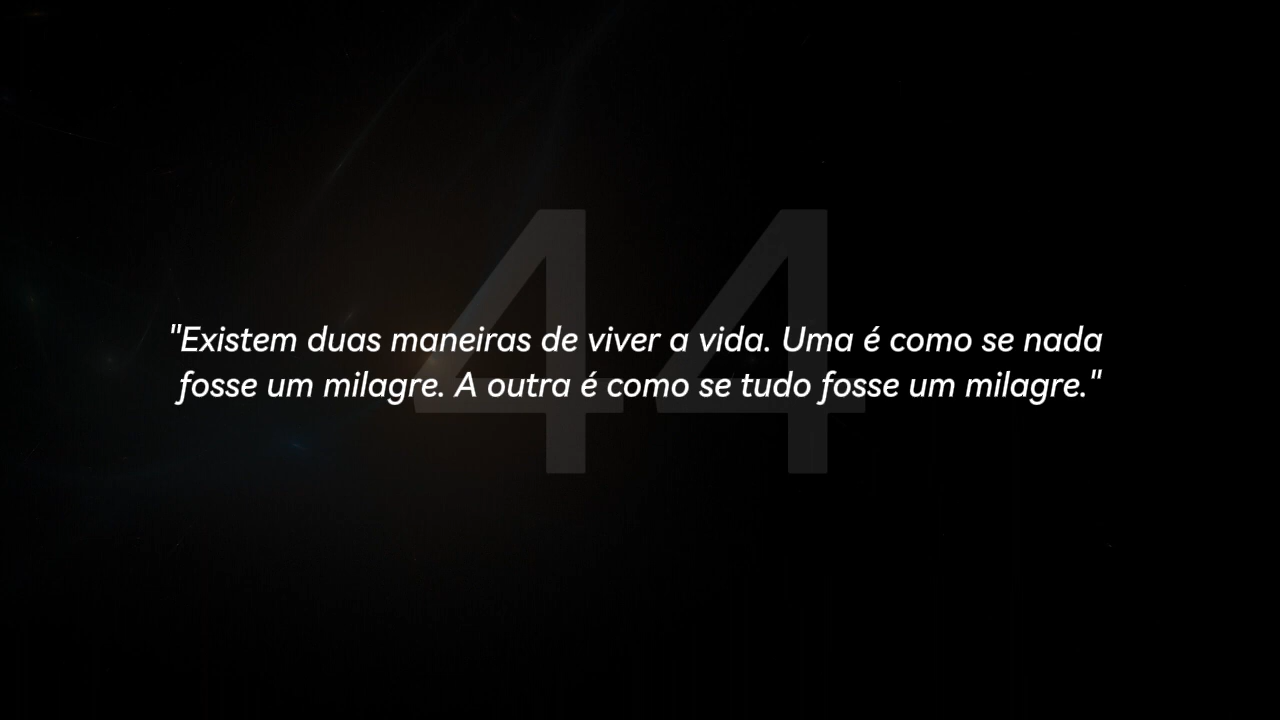 44
"Existem duas maneiras de viver a vida. Uma é como se nada
fosse um milagre. A outra é como se tudo fosse um milagre."